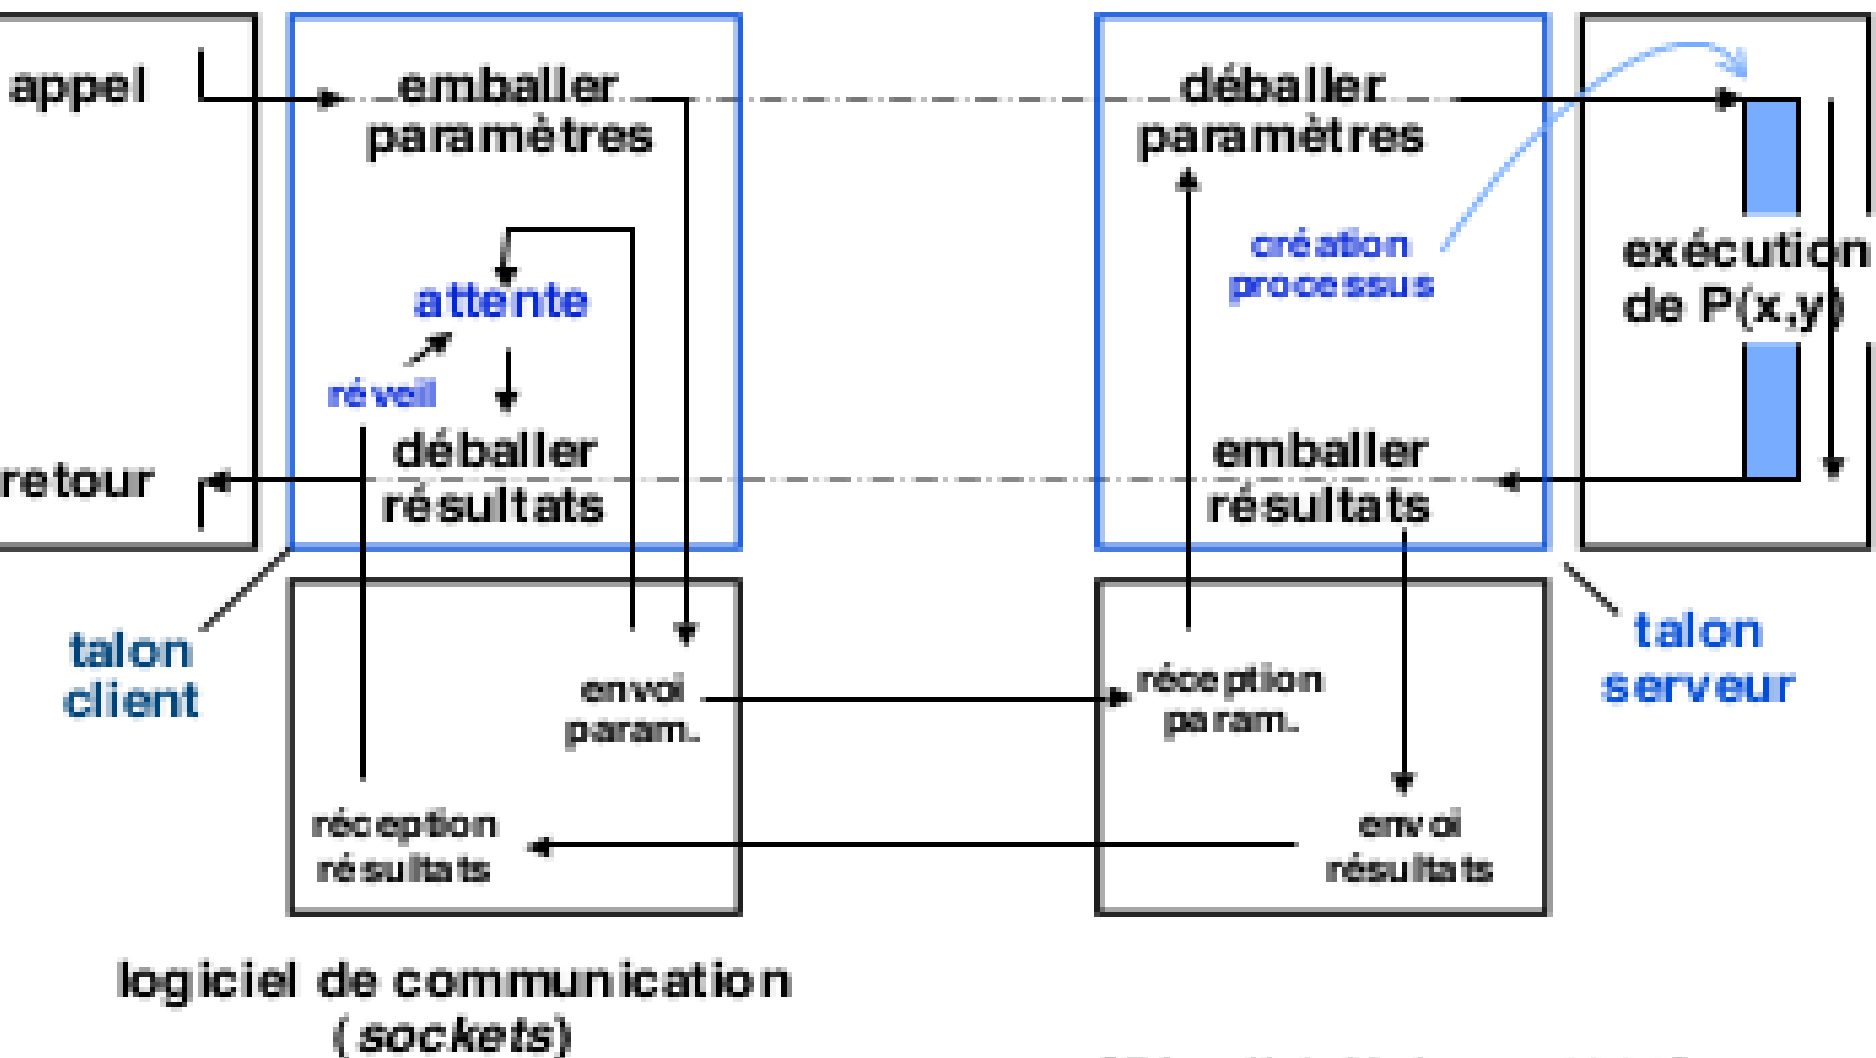 appel
emballer
paramètres
attente
réveil
déballer
résultats
retour
déballer
paramètres
création
processus
emballer
résultats
exécution
de P(x,y)
talon
client
envoi
param.
réception
résultats
réception
param.
envoi
résultats
talon
serveur
logiciel de communication
(sockets)